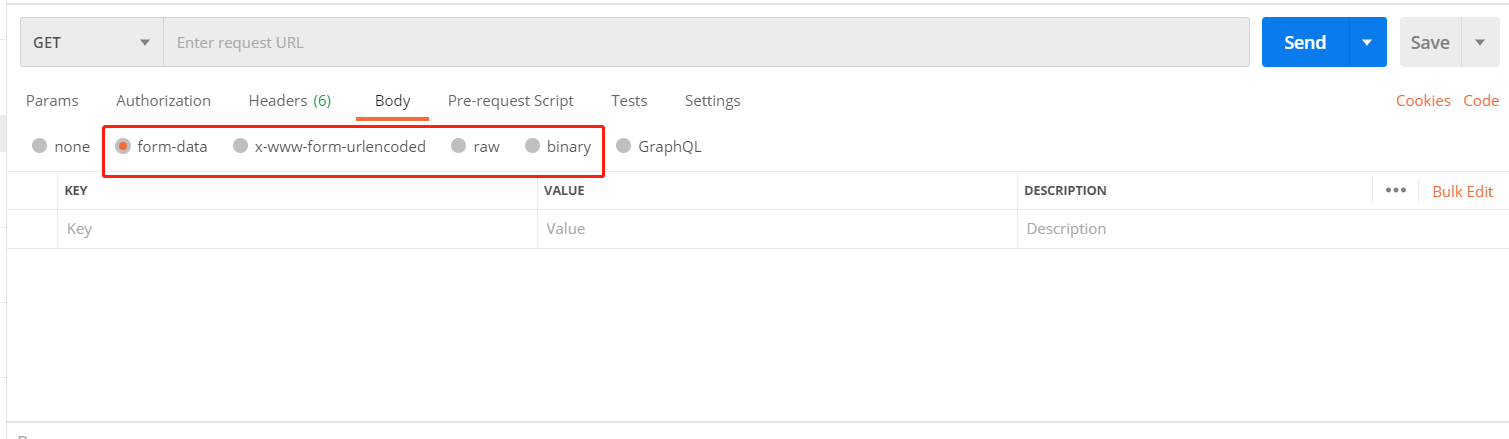 GET Enter request URL Send Save
Params Authorization Headers (6) Body Pre-request Script Tests Settings Cookies Code
none form-data x-www-form-urlencoded raw binary GraphQL
KEY VALUE DESCRIPTION ••• Bulk Edit
Key Value Description